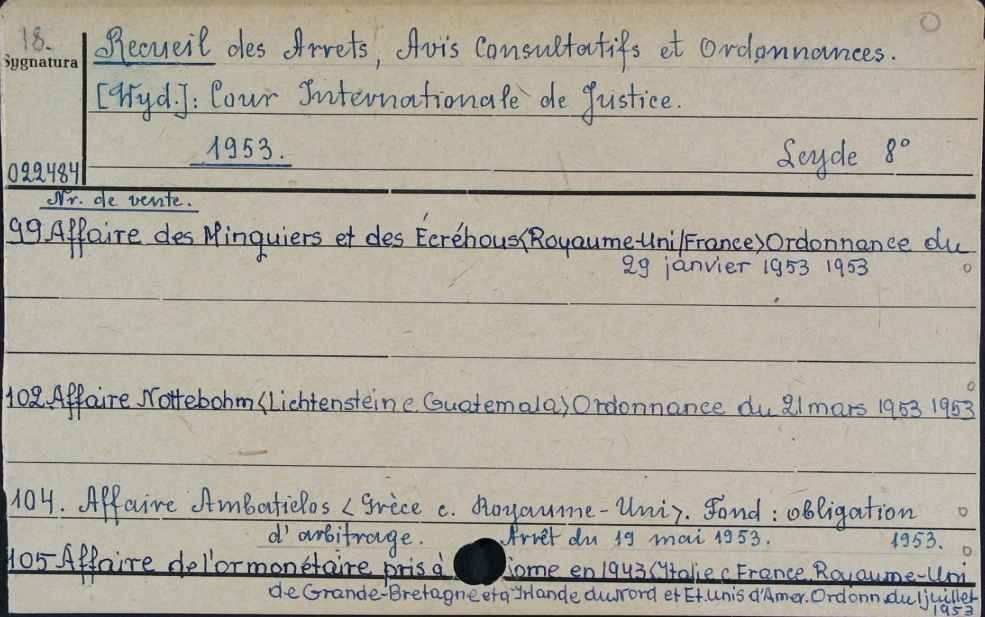 18.
Sygnatura
022484
Recueil des Arrets, Avis Consultatifs et Ordonnances.
[Wyd.]: Cour Internationale de Justice.
1953. Leyde 8°
Nr. de vente.
99 Affaire des Minquiers et des Écréhous <Royaume-Uni/France> Ordonnance du
29 janvier 1953 1953
102. Affaire Nottebohm <Lichtenstein c. Guatemala> Ordonnance du 21 mars 1953 1953
104. Affaire Ambatielos <Grèce c. Royaume-Uni>. Fond: obligation
d'arbitrage. Arrêt du 19 mai 1953. 1953.
105 Affaire de l'or monétaire pris à ome en 1943 <Italie c France, Royaume-Uni
de Grande-Bretagne et d'Irlande du Nord et Et. Unis d'Amer. Ordonn. du 1 juillet
1953